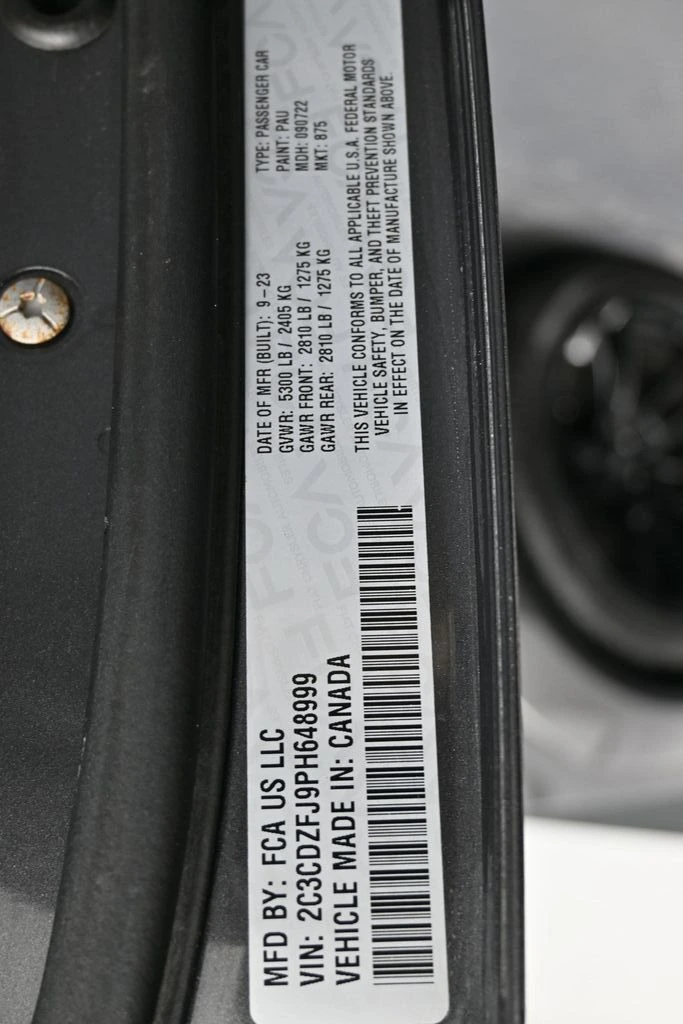 MFD BY: FCA US LLC
VIN: 2C3CDZFJ9PH648999
VEHICLE MADE IN: CANADA
DATE OF MFR (BUILT): 9-23
GVWR: 5300 LB / 2405 KG
GAWR FRONT: 2810 LB / 1275 KG
GAWR REAR: 2810 LB / 1275 KG
TYPE: PASSENGER CAR
PAINT: PAU
MDH: 090722
MKT: 875
THIS VEHICLE CONFORMS TO ALL APPLICABLE U.S.A. FEDERAL MOTOR
VEHICLE SAFETY, BUMPER, AND THEFT PREVENTION STANDARDS
IN EFFECT ON THE DATE OF MANUFACTURE SHOWN ABOVE.